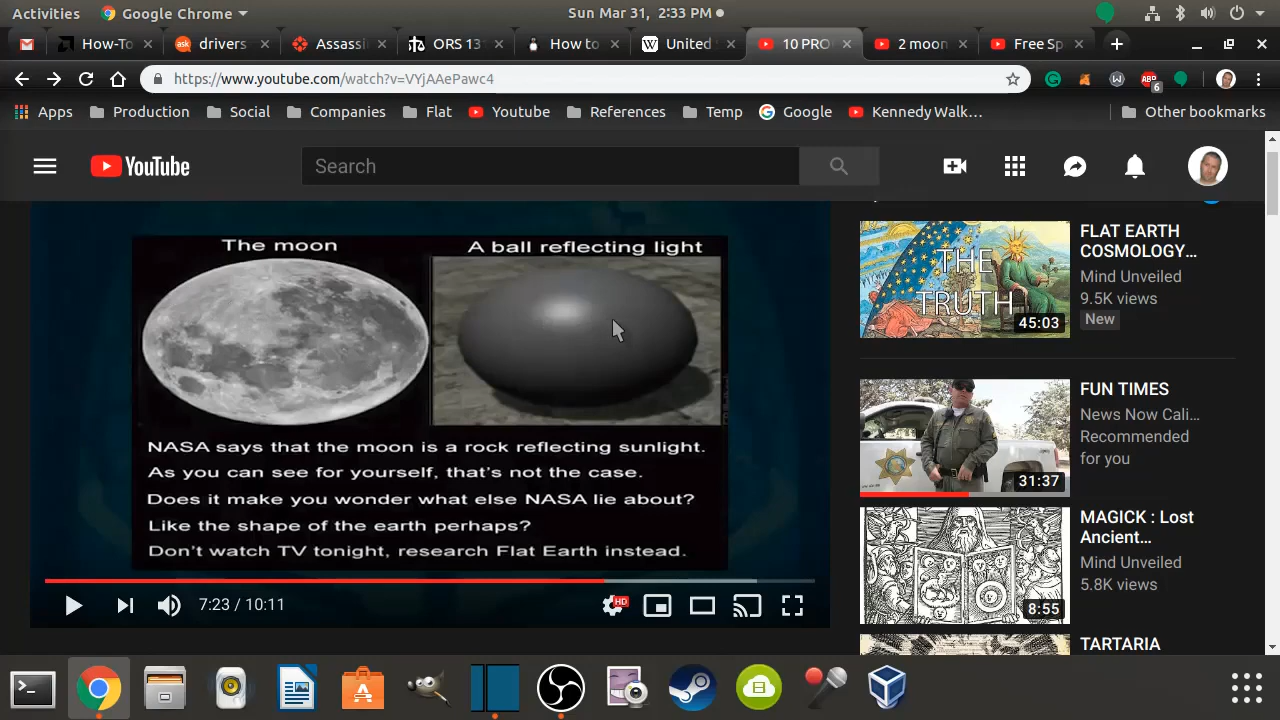 Activities Google Chrome Sun Mar 31, 2:33 PM
How-To drivers Assassi ORS 13 How to United 10 PRO 2 moon Free Sp
https://www.youtube.com/watch?v=VYjAAePawc4 ABP 6
Apps Production Social Companies Flat Youtube References Temp Google Kennedy Walk… Other bookmarks
YouTube Search
The moon A ball reflecting light
NASA says that the moon is a rock reflecting sunlight.
As you can see for yourself, that's not the case.
Does it make you wonder what else NASA lie about?
Like the shape of the earth perhaps?
Don't watch TV tonight, research Flat Earth instead.
7:23 / 10:11 HD
THE
TRUTH
45:03
FLAT EARTH
COSMOLOGY…
Mind Unveiled
9.5K views
New
31:37
FUN TIMES
News Now Cali…
Recommended
for you
8:55
MAGICK : Lost
Ancient…
Mind Unveiled
5.8K views
TARTARIA